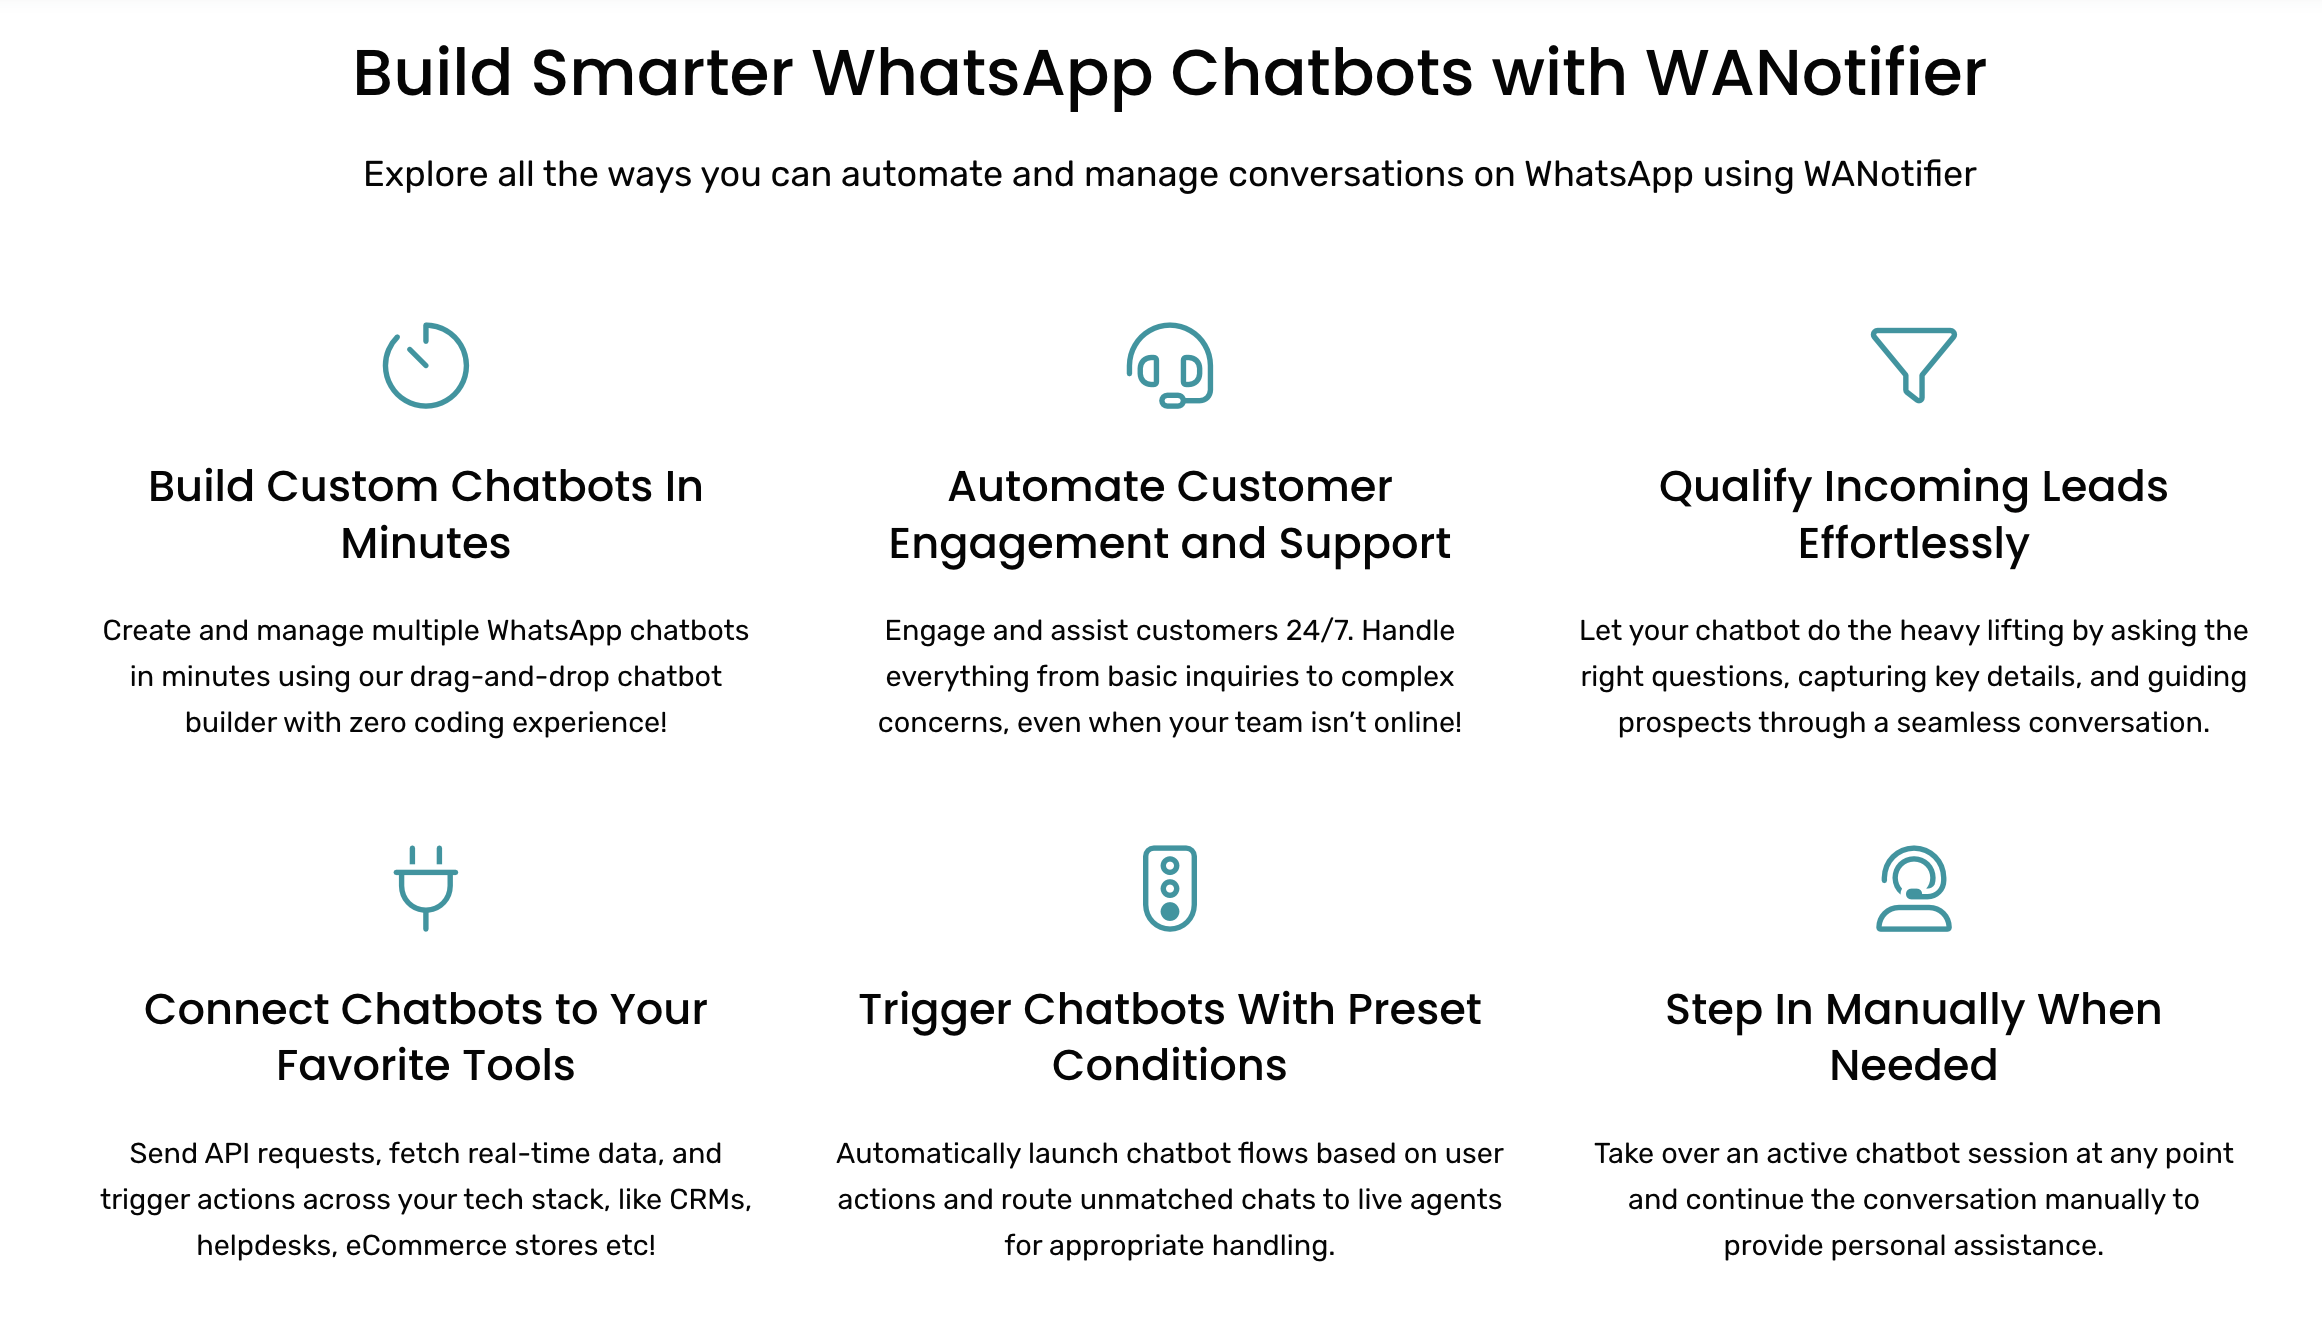 Build Smarter WhatsApp Chatbots with WANotifier
Explore all the ways you can automate and manage conversations on WhatsApp using WANotifier
Build Custom Chatbots In
Minutes
Create and manage multiple WhatsApp chatbots
in minutes using our drag-and-drop chatbot
builder with zero coding experience!
Automate Customer
Engagement and Support
Engage and assist customers 24/7. Handle
everything from basic inquiries to complex
concerns, even when your team isn’t online!
Qualify Incoming Leads
Effortlessly
Let your chatbot do the heavy lifting by asking the
right questions, capturing key details, and guiding
prospects through a seamless conversation.
Connect Chatbots to Your
Favorite Tools
Send API requests, fetch real-time data, and
trigger actions across your tech stack, like CRMs,
helpdesks, eCommerce stores etc!
Trigger Chatbots With Preset
Conditions
Automatically launch chatbot flows based on user
actions and route unmatched chats to live agents
for appropriate handling.
Step In Manually When
Needed
Take over an active chatbot session at any point
and continue the conversation manually to
provide personal assistance.